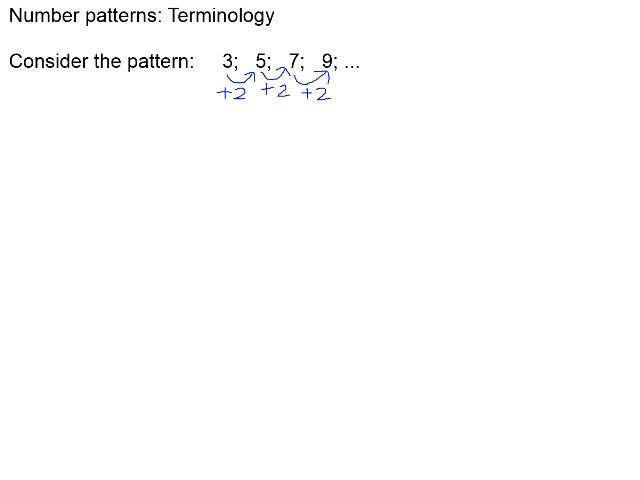 Number patterns: Terminology
Consider the pattern: 3; 5; 7; 9; ...
+2 +2 +2